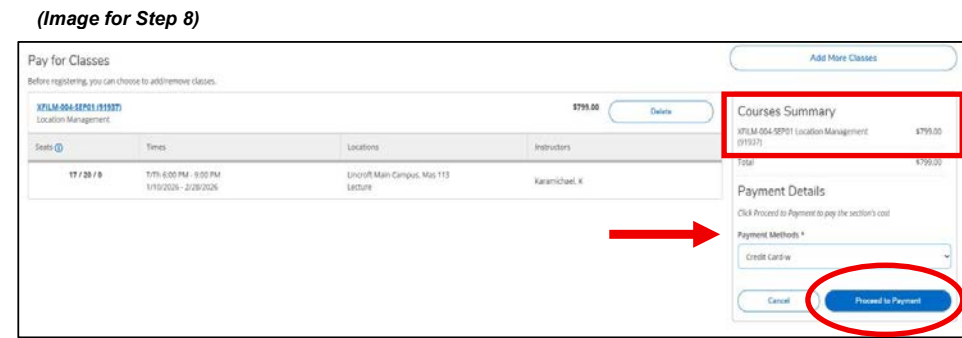 (Image for Step 8)
Pay for Classes
Add More Classes
Before registering, you can choose to add/remove classes.
XFILM-004-SEP01 (91937)
$799.00
Delete
Location Management
Courses Summary
XFILM-004-SEP01 Location Management
$799.00
(91937)
Seats
Times
Locations
Instructors
Total
$799.00
17 / 20 / 0
T/Th 6:00 PM - 9:00 PM
1/10/2026 - 2/28/2026
Lincroft Main Campus, Mas 113
Lecture
Karamichael, K
Payment Details
Click Proceed to Payment to pay the section's cost
Payment Methods *
Credit Card-w
Cancel
Proceed to Payment